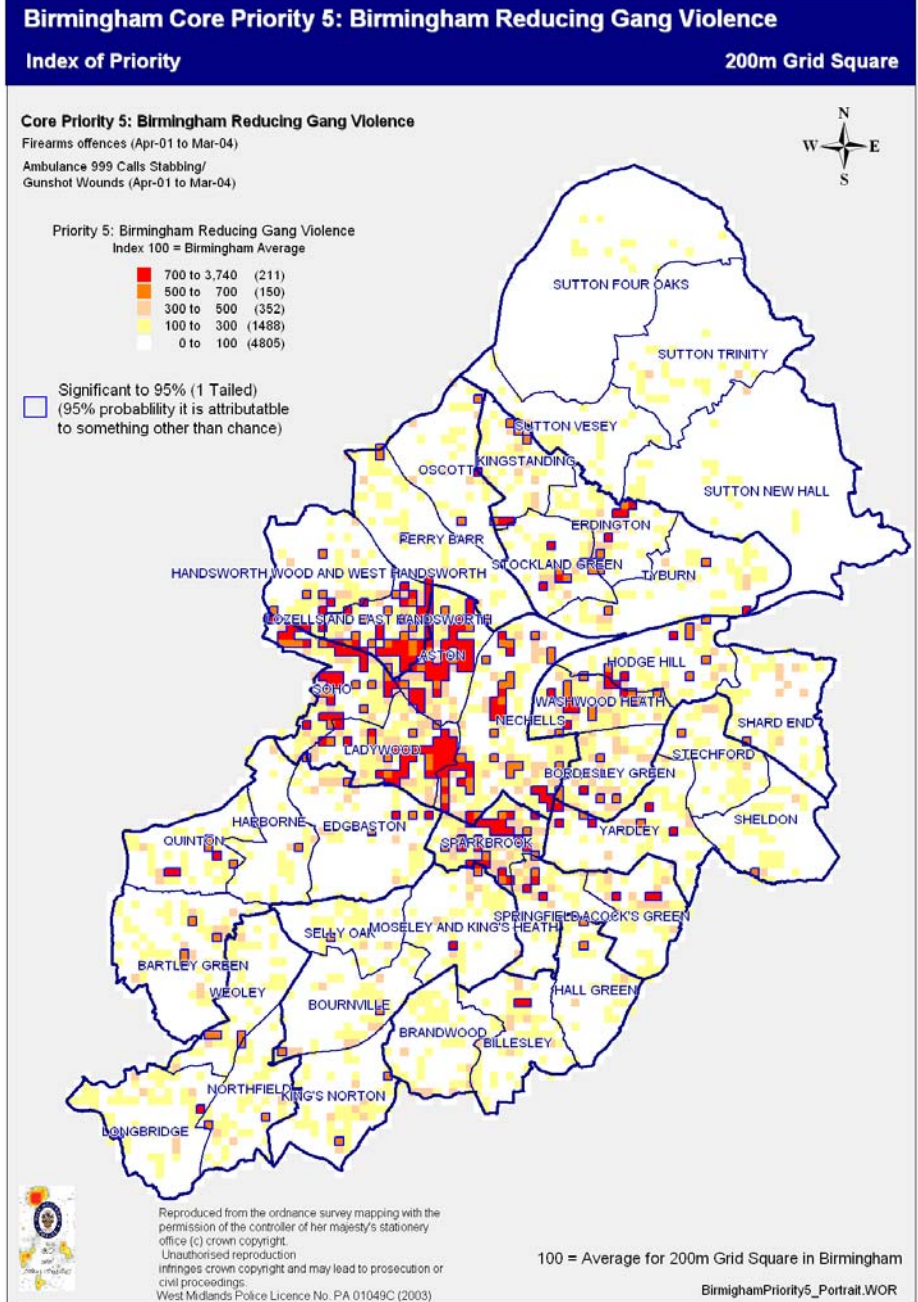 Birmingham Core Priority 5: Birmingham Reducing Gang Violence
Index of Priority
200m Grid Square
Core Priority 5: Birmingham Reducing Gang Violence
Firearms offences (Apr-01 to Mar-04)
Ambulance 999 Calls Stabbing/
Gunshot Wounds (Apr-01 to Mar-04)
N
W E
S
Priority 5: Birmingham Reducing Gang Violence
Index 100 = Birmingham Average
700 to 3,740 (211)
500 to 700 (150)
300 to 500 (352)
100 to 300 (1488)
0 to 100 (4805)
Significant to 95% (1 Tailed)
(95% probablility it is attributatble
to something other than chance)
SUTTON FOUR OAKS
SUTTON TRINITY
SUTTON VESEY
OSCOTT
KINGSTANDING
SUTTON NEW HALL
ERDINGTON
PERRY BARR
STOCKLAND GREEN
HANDSWORTH WOOD AND WEST HANDSWORTH
TYBURN
LOZELLS AND EAST HANDSWORTH
ASTON
HODGE HILL
SOHO
WASHWOOD HEATH
NECHELLS
SHARD END
LADYWOOD
STECHFORD
BORDESLEY GREEN
HARBORNE
EDGBASTON
SHELDON
QUINTON
YARDLEY
SPARKBROOK
SPRINGFIELD
ACOCK'S GREEN
SELLY OAK
MOSELEY AND KING'S HEATH
BARTLEY GREEN
WEOLEY
HALL GREEN
BOURNVILLE
BRANDWOOD
BILLESLEY
NORTHFIELD
KING'S NORTON
LONGBRIDGE
Reproduced from the ordnance survey mapping with the
permission of the controller of her majesty's stationery
office (c) crown copyright.
Unauthorised reproduction
infringes crown copyright and may lead to prosecution or
civil proceedings.
West Midlands Police Licence No. PA 01049C (2003)
100 = Average for 200m Grid Square in Birmingham
BirmighamPriority5_Portrait.WOR